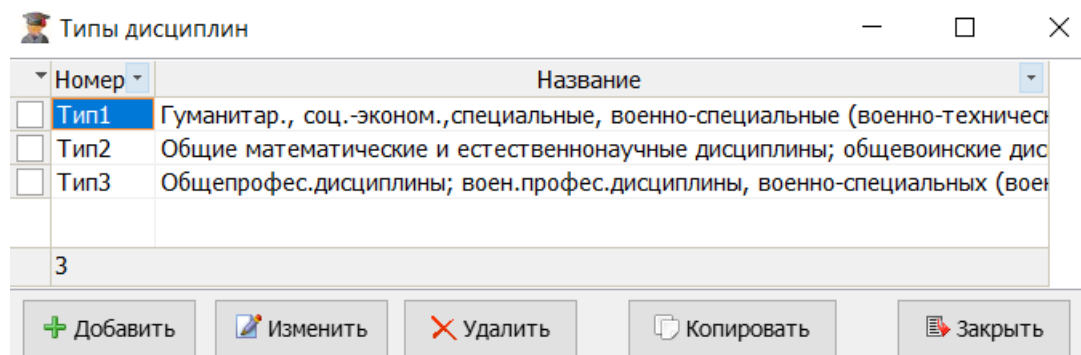 Типы дисциплин
Номер Название
Тип1 Гуманитар., соц.-эконом.,специальные, военно-специальные (военно-техническ
Тип2 Общие математические и естественнонаучные дисциплины; общевоинские дис
Тип3 Общепрофес.дисциплины; воен.профес.дисциплины, военно-специальных (воен
3
Добавить Изменить Удалить Копировать Закрыть